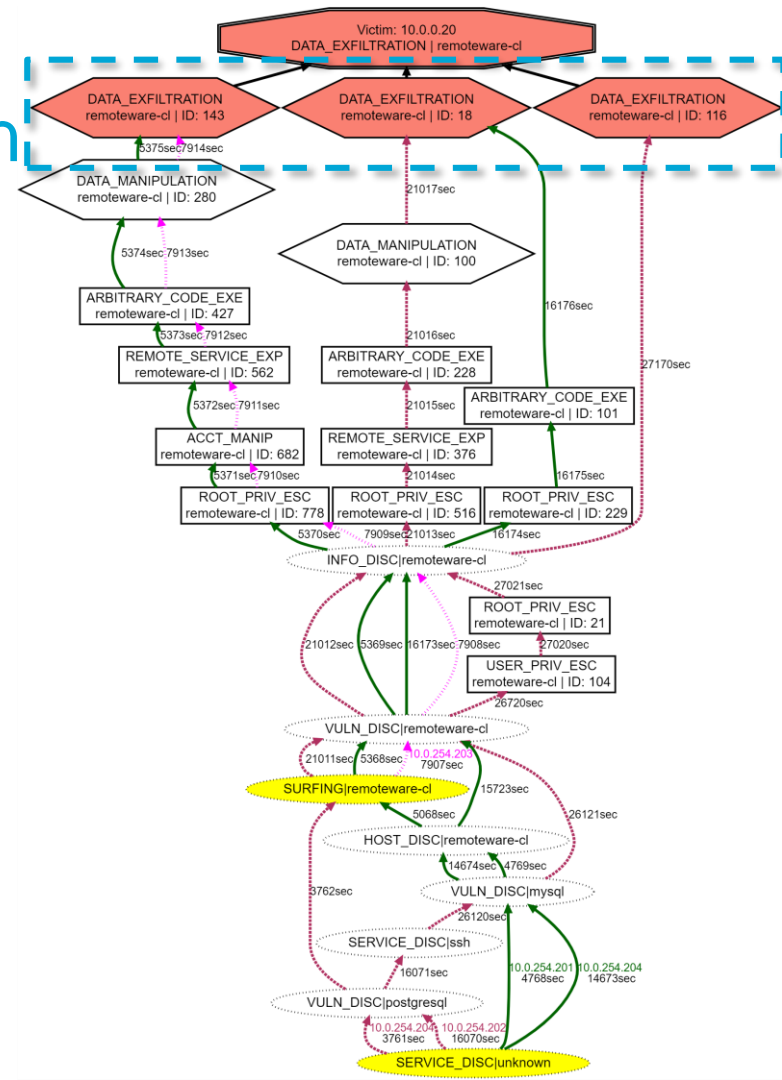 Victim: 10.0.0.20
DATA_EXFILTRATION | remoteware-cl
DATA_EXFILTRATION
remoteware-cl | ID: 143
DATA_EXFILTRATION
remoteware-cl | ID: 18
DATA_EXFILTRATION
remoteware-cl | ID: 116
n
5375sec
7914sec
DATA_MANIPULATION
remoteware-cl | ID: 280
21017sec
DATA_MANIPULATION
remoteware-cl | ID: 100
5374sec
7913sec
16176sec
ARBITRARY_CODE_EXE
remoteware-cl | ID: 427
21016sec
5373sec
7912sec
REMOTE_SERVICE_EXP
remoteware-cl | ID: 562
ARBITRARY_CODE_EXE
remoteware-cl | ID: 228
27170sec
5372sec
7911sec
21015sec
ARBITRARY_CODE_EXE
remoteware-cl | ID: 101
ACCT_MANIP
remoteware-cl | ID: 682
REMOTE_SERVICE_EXP
remoteware-cl | ID: 376
5371sec
7910sec
21014sec
16175sec
ROOT_PRIV_ESC
remoteware-cl | ID: 778
ROOT_PRIV_ESC
remoteware-cl | ID: 516
ROOT_PRIV_ESC
remoteware-cl | ID: 229
5370sec
7909sec
21013sec
16174sec
INFO_DISC|remoteware-cl
27021sec
ROOT_PRIV_ESC
remoteware-cl | ID: 21
21012sec
5369sec
16173sec
7908sec
27020sec
USER_PRIV_ESC
remoteware-cl | ID: 104
26720sec
VULN_DISC|remoteware-cl
21011sec
5368sec
10.0.254.203
7907sec
SURFING|remoteware-cl
15723sec
5068sec
26121sec
HOST_DISC|remoteware-cl
14674sec
4769sec
3762sec
VULN_DISC|mysql
26120sec
SERVICE_DISC|ssh
16071sec
10.0.254.201
4768sec
10.0.254.204
14673sec
VULN_DISC|postgresql
10.0.254.204
3761sec
10.0.254.202
16070sec
SERVICE_DISC|unknown